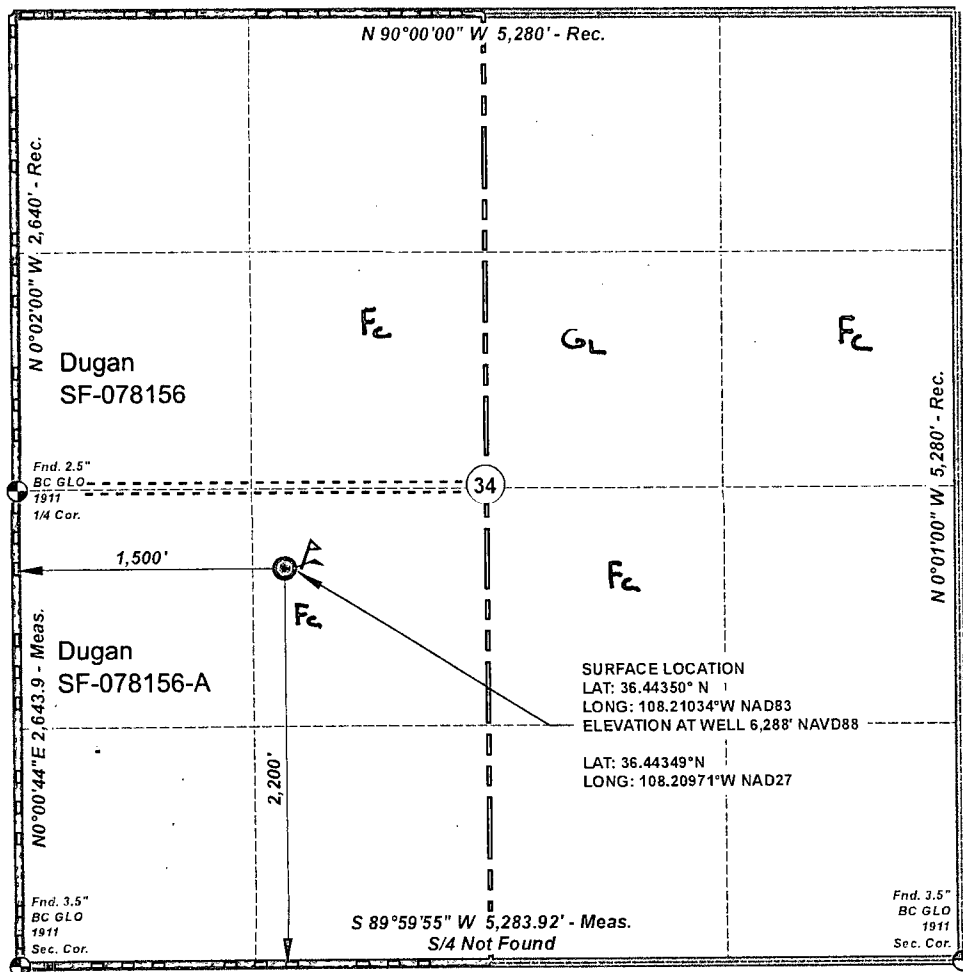 N 90°00'00" W 5,280' - Rec.
N 0°02'00" W 2,640' - Rec.
Fc
GL
Fc
Dugan
SF-078156
N 0°01'00" W 5,280' - Rec.
Fnd. 2.5"
BC GLO
1911
1/4 Cor.
34
1,500'
Fc
Fc
Dugan
SF-078156-A
N0°00'44"E 2,643.9 - Meas.
2,200'
SURFACE LOCATION
LAT: 36.44350° N
LONG: 108.21034°W NAD83
ELEVATION AT WELL 6,288' NAVD88
LAT: 36.44349°N
LONG: 108.20971°W NAD27
Fnd. 3.5"
BC GLO
1911
Sec. Cor.
S 89°59'55" W 5,283.92' - Meas.
S/4 Not Found
Fnd. 3.5"
BC GLO
1911
Sec. Cor.